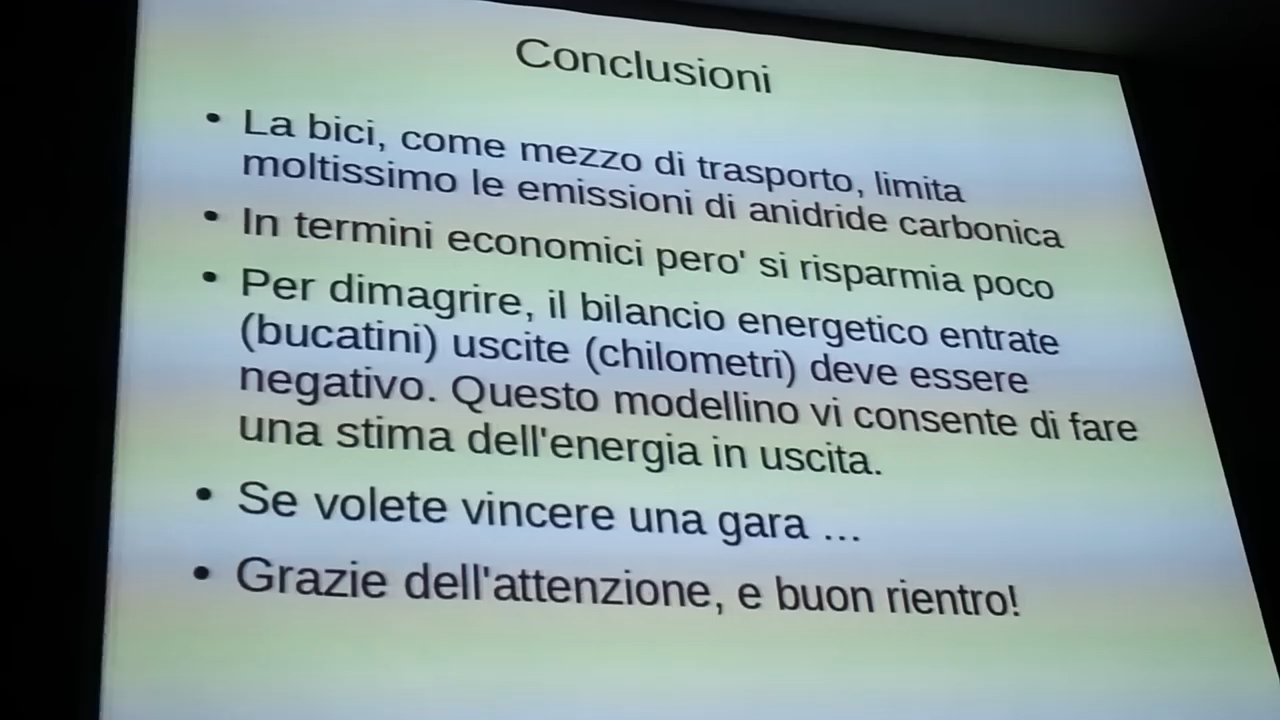 Conclusioni
• La bici, come mezzo di trasporto, limita
moltissimo le emissioni di anidride carbonica
• In termini economici pero' si risparmia poco
• Per dimagrire, il bilancio energetico entrate
(bucatini) uscite (chilometri) deve essere
negativo. Questo modellino vi consente di fare
una stima dell'energia in uscita.
• Se volete vincere una gara ...
• Grazie dell'attenzione, e buon rientro!